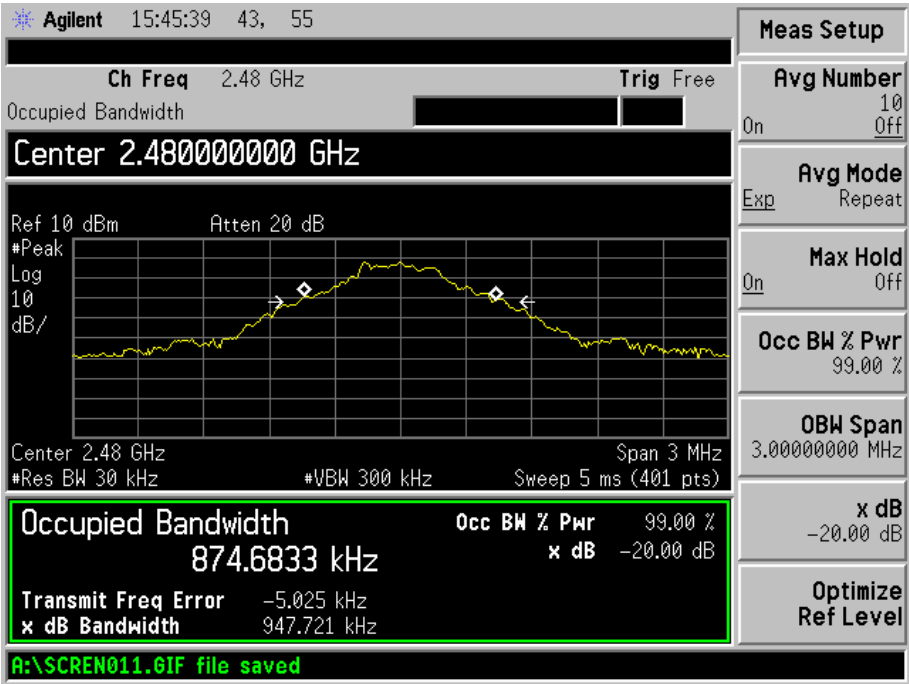 Agilent 15:45:39 43, 55
Meas Setup
Ch Freq 2.48 GHz Trig Free
Occupied Bandwidth
Avg Number
10
On Off
Center 2.480000000 GHz
Avg Mode
Exp Repeat
Ref 10 dBm Atten 20 dB
#Peak
Log
10
dB/
Max Hold
On Off
Occ BW % Pwr
99.00 %
OBW Span
3.00000000 MHz
Center 2.48 GHz Span 3 MHz
#Res BW 30 kHz #VBW 300 kHz Sweep 5 ms (401 pts)
x dB
-20.00 dB
Occupied Bandwidth Occ BW % Pwr 99.00 %
874.6833 kHz x dB -20.00 dB
Optimize
Ref Level
Transmit Freq Error -5.025 kHz
x dB Bandwidth 947.721 kHz
A:\SCREN011.GIF file saved